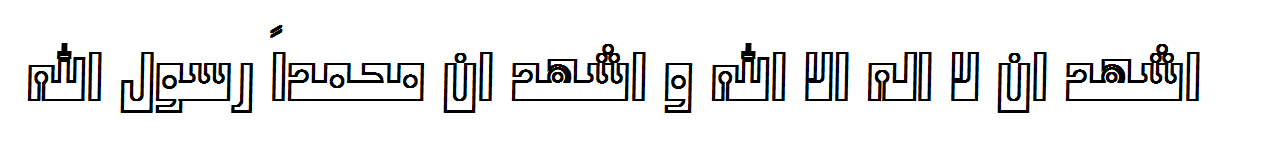 اشهد ان لا اله الا الله و اشهد ان محمداً رسول الله